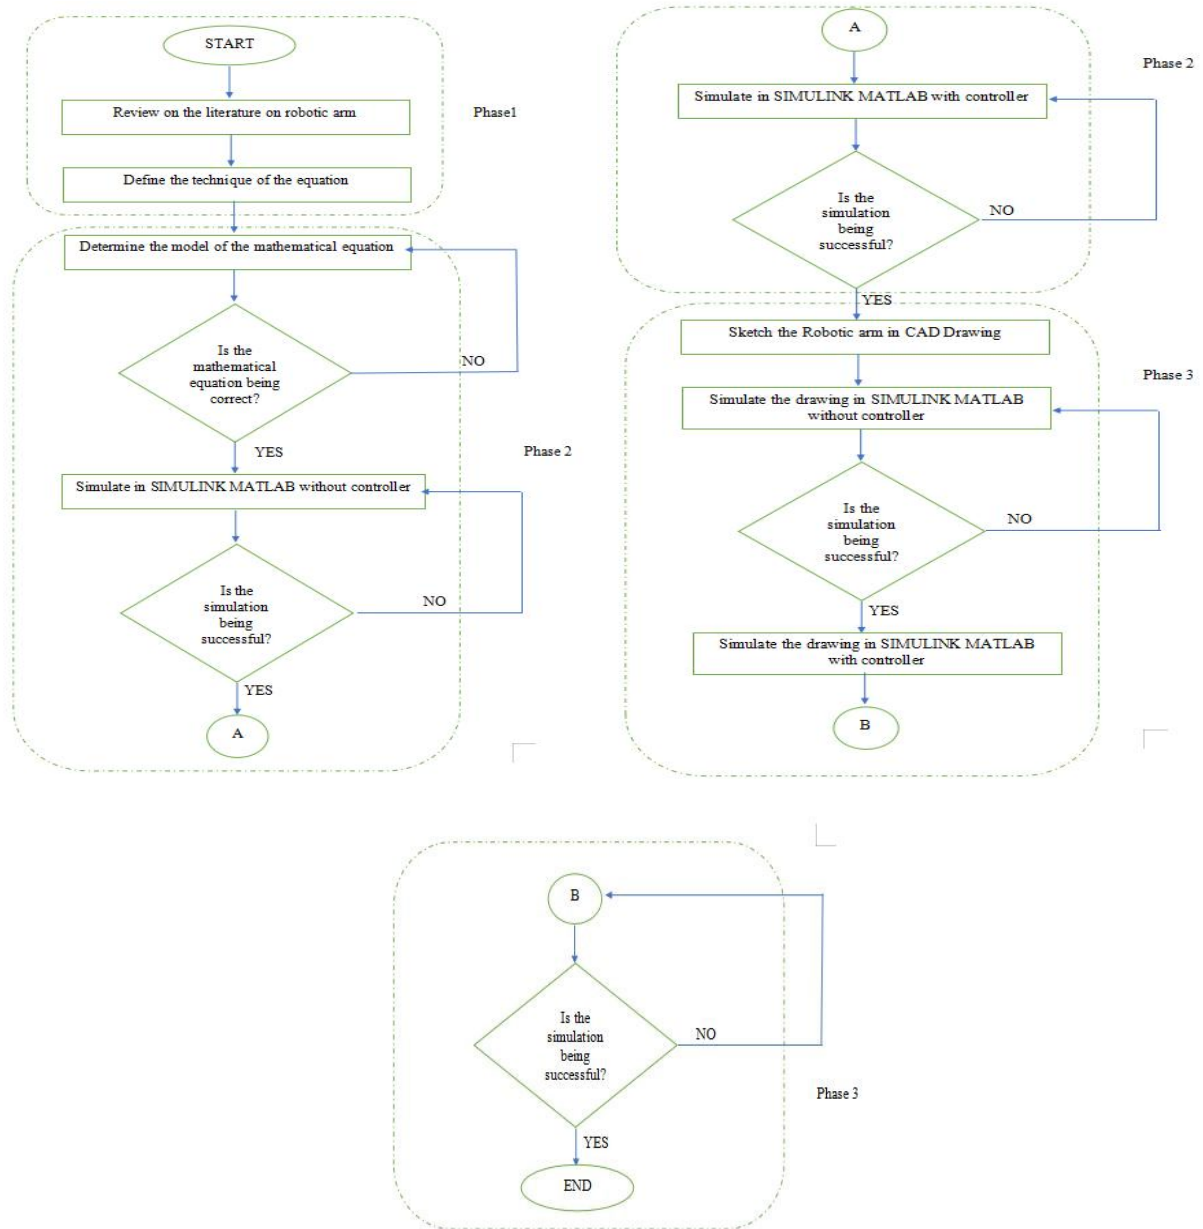 START
Review on the literature on robotic arm
Phase1
Define the technique of the equation
Determine the model of the mathematical equation
Is the
mathematical
equation being
correct?
NO
YES
Phase 2
Simulate in SIMULINK MATLAB without controller
Is the
simulation
being
successful?
NO
YES
A
A
Phase 2
Simulate in SIMULINK MATLAB with controller
Is the
simulation
being
successful?
NO
YES
Sketch the Robotic arm in CAD Drawing
Phase 3
Simulate the drawing in SIMULINK MATLAB
without controller
Is the
simulation
being
successful?
NO
YES
Simulate the drawing in SIMULINK MATLAB
with controller
B
B
Is the
simulation
being
successful?
NO
Phase 3
YES
END